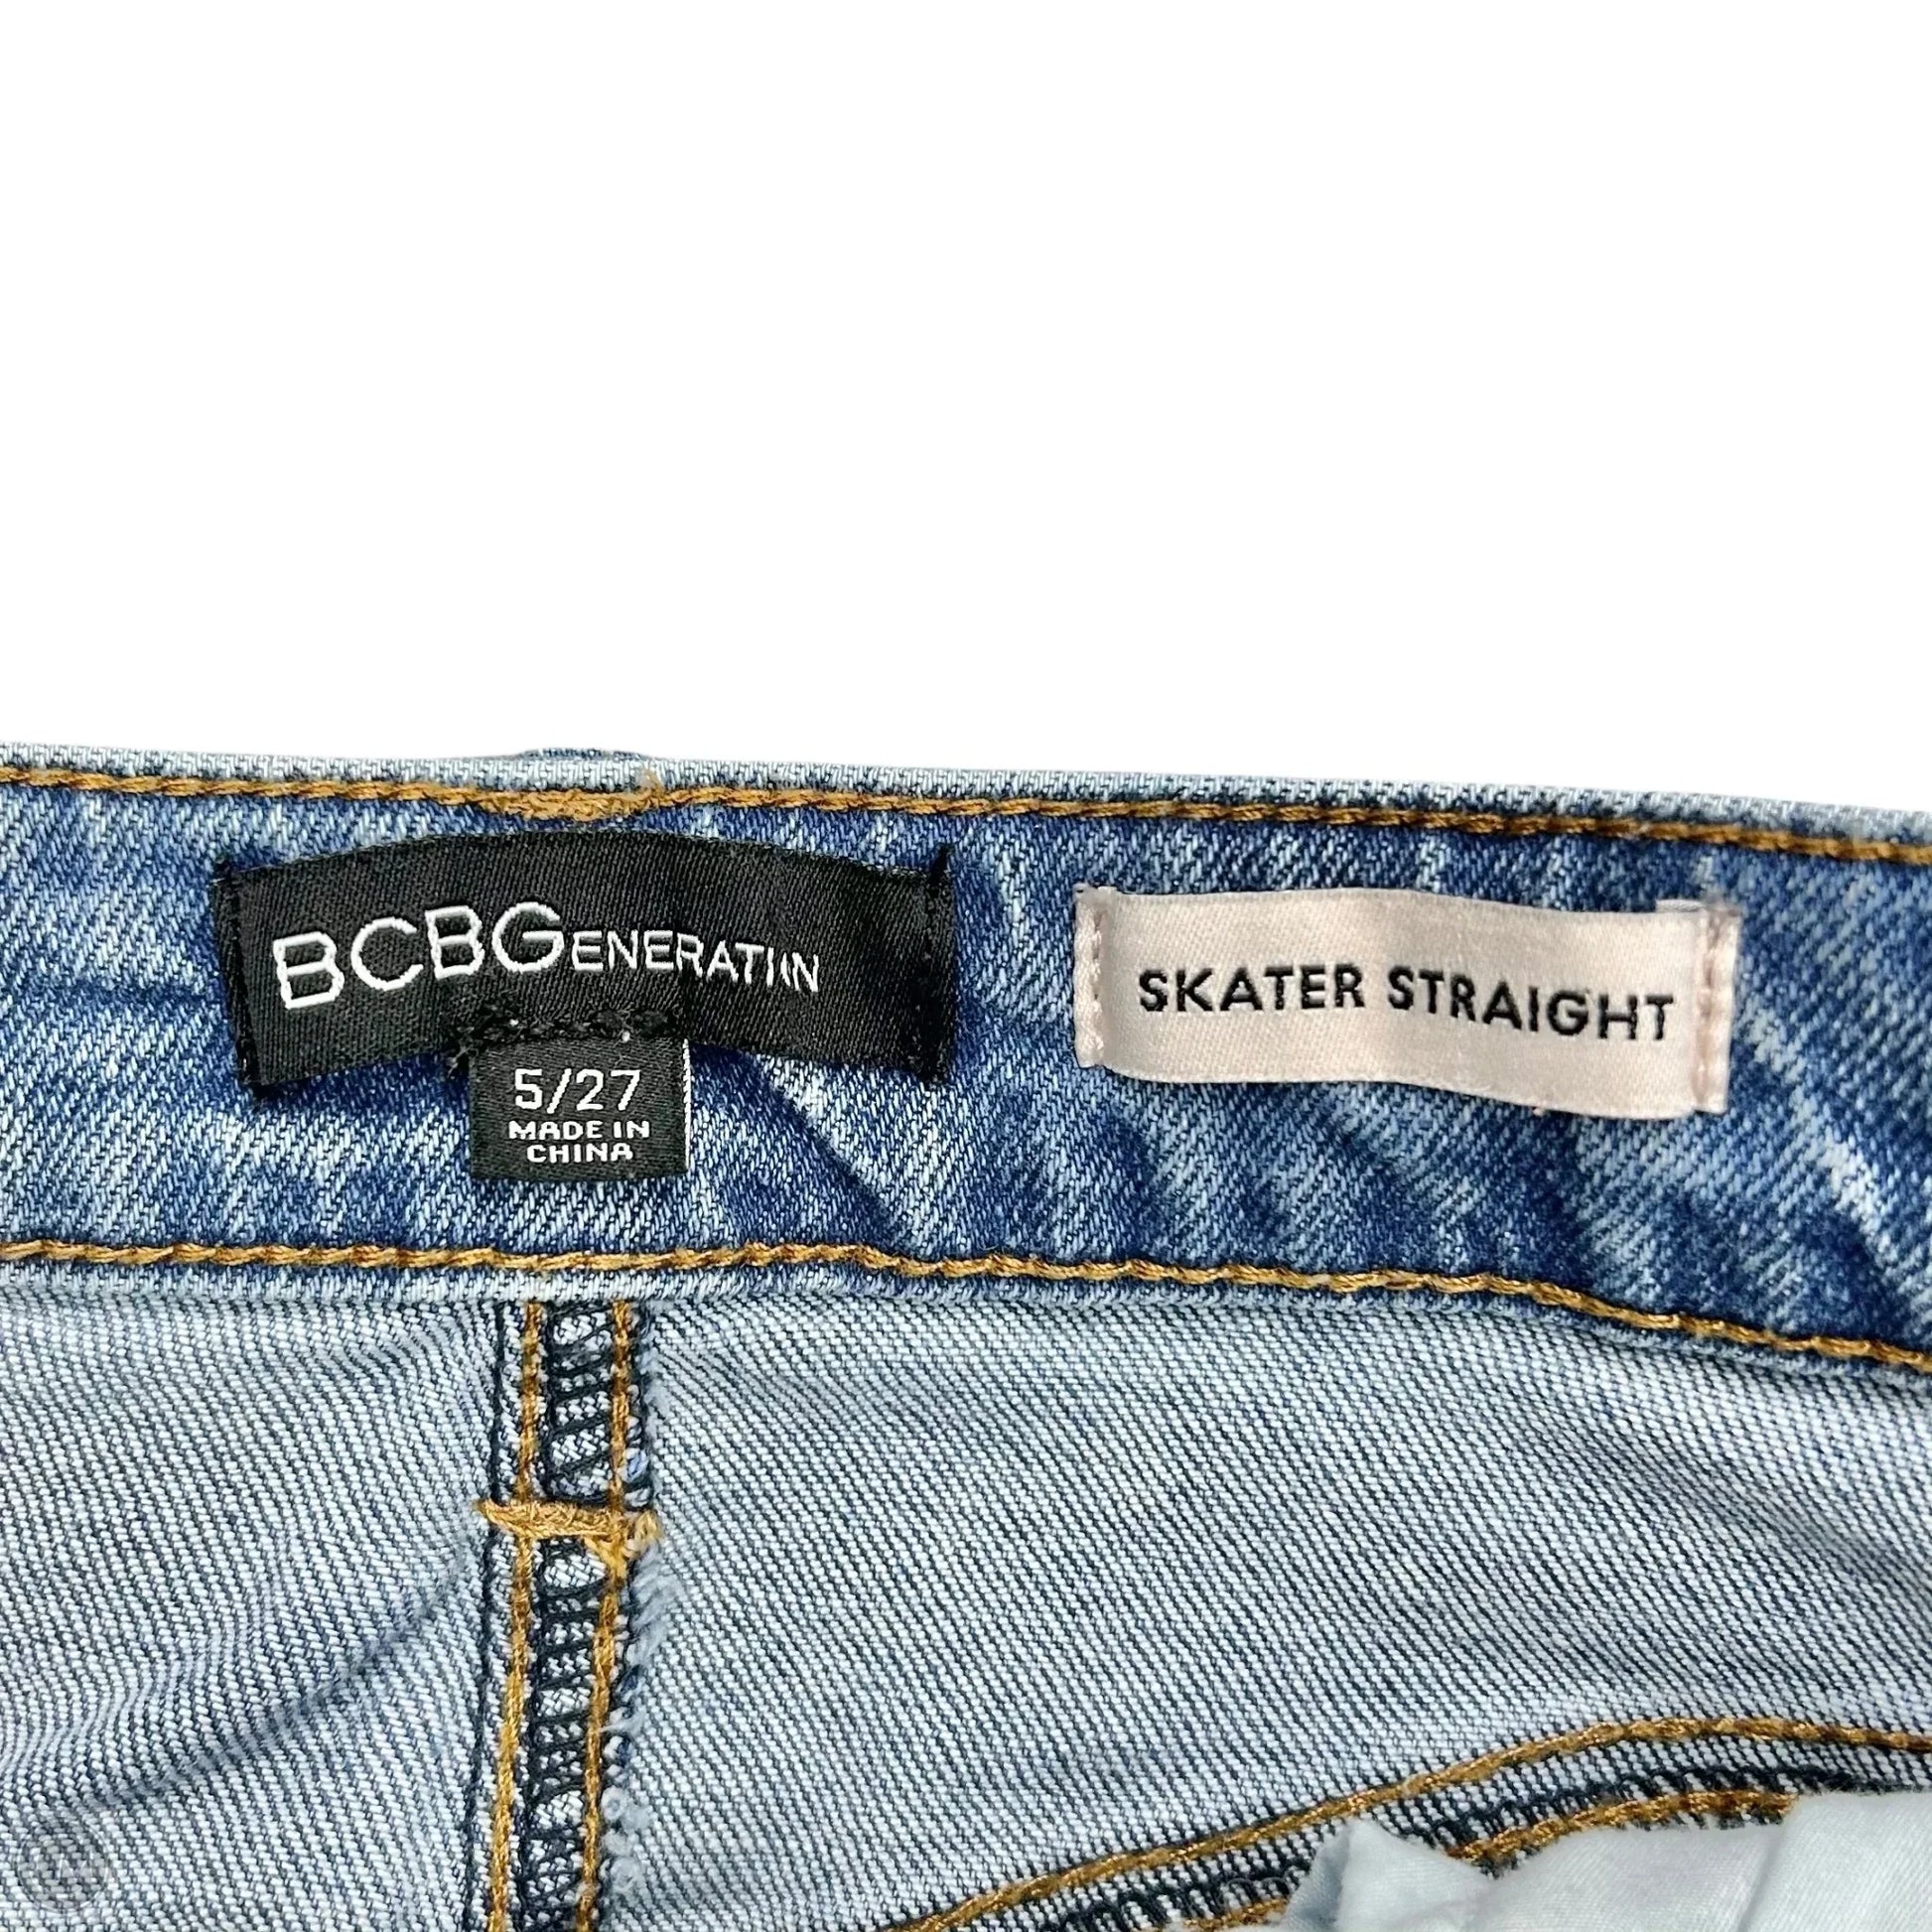 BCBGENERATION
5/27
MADE IN
CHINA
SKATER STRAIGHT